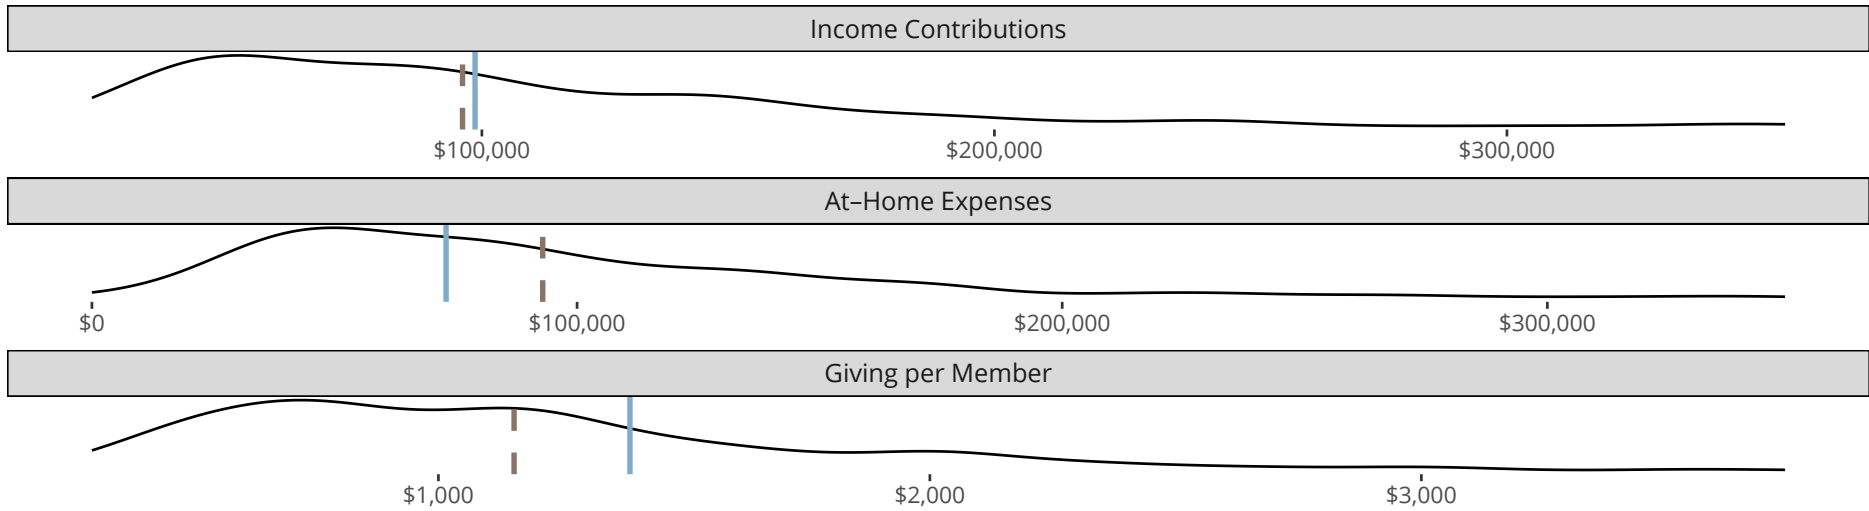 Income Contributions
$100,000 $200,000 $300,000
At–Home Expenses
$0 $100,000 $200,000 $300,000
Giving per Member
$1,000 $2,000 $3,000